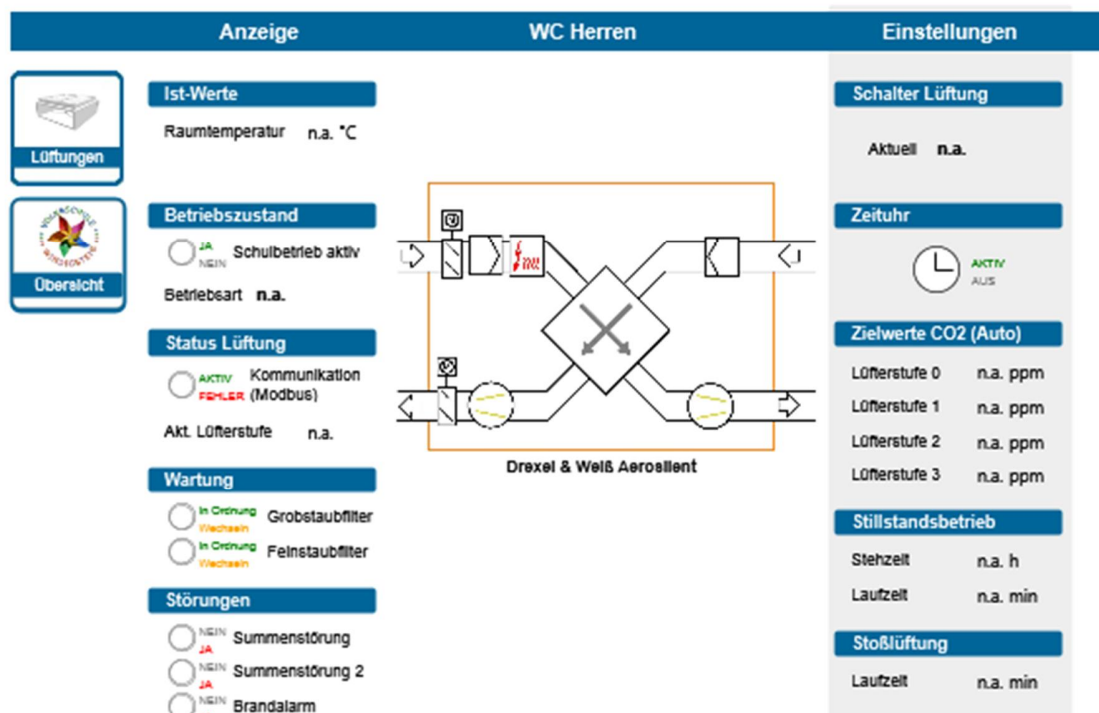 Anzeige
WC Herren
Einstellungen
Lüftungen
Übersicht
Ist-Werte
Raumtemperatur n.a. °C
Betriebszustand
JA
NEIN
Schulbetrieb aktiv
Betriebsart n.a.
Status Lüftung
AKTIV
FEHLER
Kommunikation
(Modbus)
Akt. Lüfterstufe n.a.
Wartung
In Ordnung
Wechseln
Grobstaubfilter
In Ordnung
Wechseln
Feinstaubfilter
Störungen
NEIN
JA
Summenstörung
NEIN
JA
Summenstörung 2
NEIN
Brandalarm
Drexel & Weiß Aerosilent
Schalter Lüftung
Aktuell n.a.
Zeituhr
AKTIV
AUS
Zielwerte CO2 (Auto)
Lüfterstufe 0 n.a. ppm
Lüfterstufe 1 n.a. ppm
Lüfterstufe 2 n.a. ppm
Lüfterstufe 3 n.a. ppm
Stillstandsbetrieb
Stehzeit n.a. h
Laufzeit n.a. min
Stoßlüftung
Laufzeit n.a. min